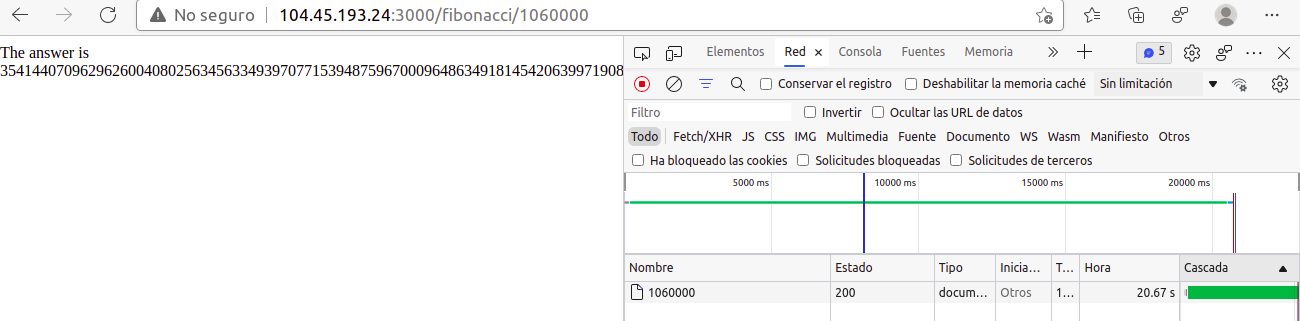 No seguro 104.45.193.24:3000/fibonacci/1060000
The answer is
354144070962962600408025634563349397077153948759670009648634918145420639971908
Elementos Red Consola Fuentes Memoria 5
Conservar el registro Deshabilitar la memoria caché Sin limitación
Filtro Invertir Ocultar las URL de datos
Todo Fetch/XHR JS CSS IMG Multimedia Fuente Documento WS Wasm Manifiesto Otros
Ha bloqueado las cookies Solicitudes bloqueadas Solicitudes de terceros
5000 ms 10000 ms 15000 ms 20000 ms
Nombre Estado Tipo Inicia... T... Hora Cascada
1060000 200 docum... Otros 1... 20.67 s